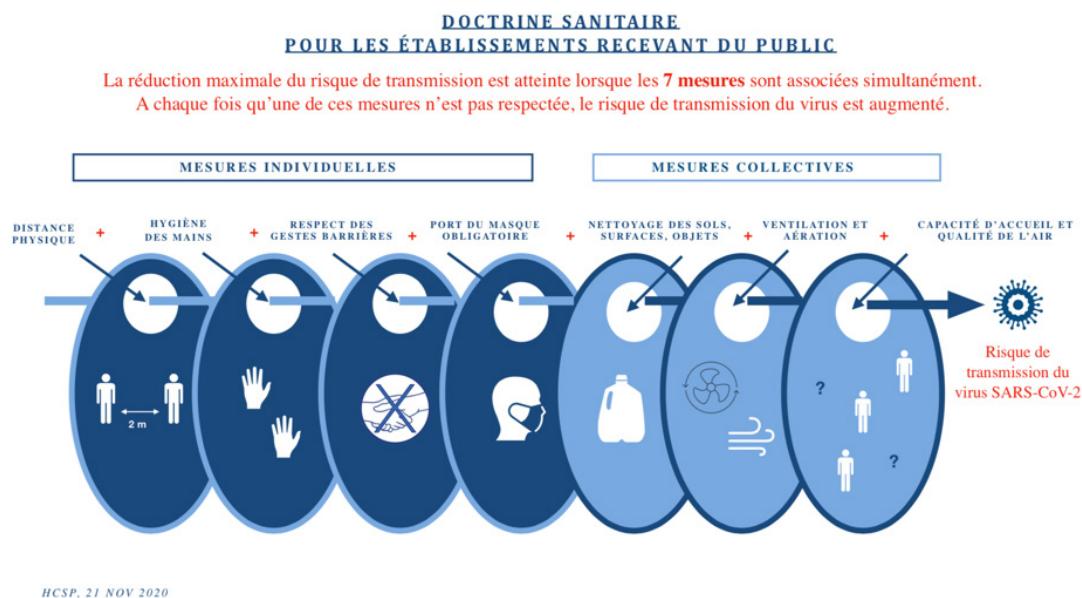 DOCTRINE SANITAIRE
POUR LES ÉTABLISSEMENTS RECEVANT DU PUBLIC
La réduction maximale du risque de transmission est atteinte lorsque les 7 mesures sont associées simultanément.
A chaque fois qu'une de ces mesures n'est pas respectée, le risque de transmission du virus est augmenté.
MESURES INDIVIDUELLES
MESURES COLLECTIVES
DISTANCE
PHYSIQUE
+
HYGIÈNE
DES MAINS
+
RESPECT DES
GESTES BARRIÈRES
+
PORT DU MASQUE
OBLIGATOIRE
+
NETTOYAGE DES SOLS,
SURFACES, OBJETS
+
VENTILATION ET
AÉRATION
+
CAPACITÉ D'ACCUEIL ET
QUALITÉ DE L'AIR
2 m
?
?
Risque de
transmission du
virus SARS-CoV-2
HCSP, 21 NOV 2020